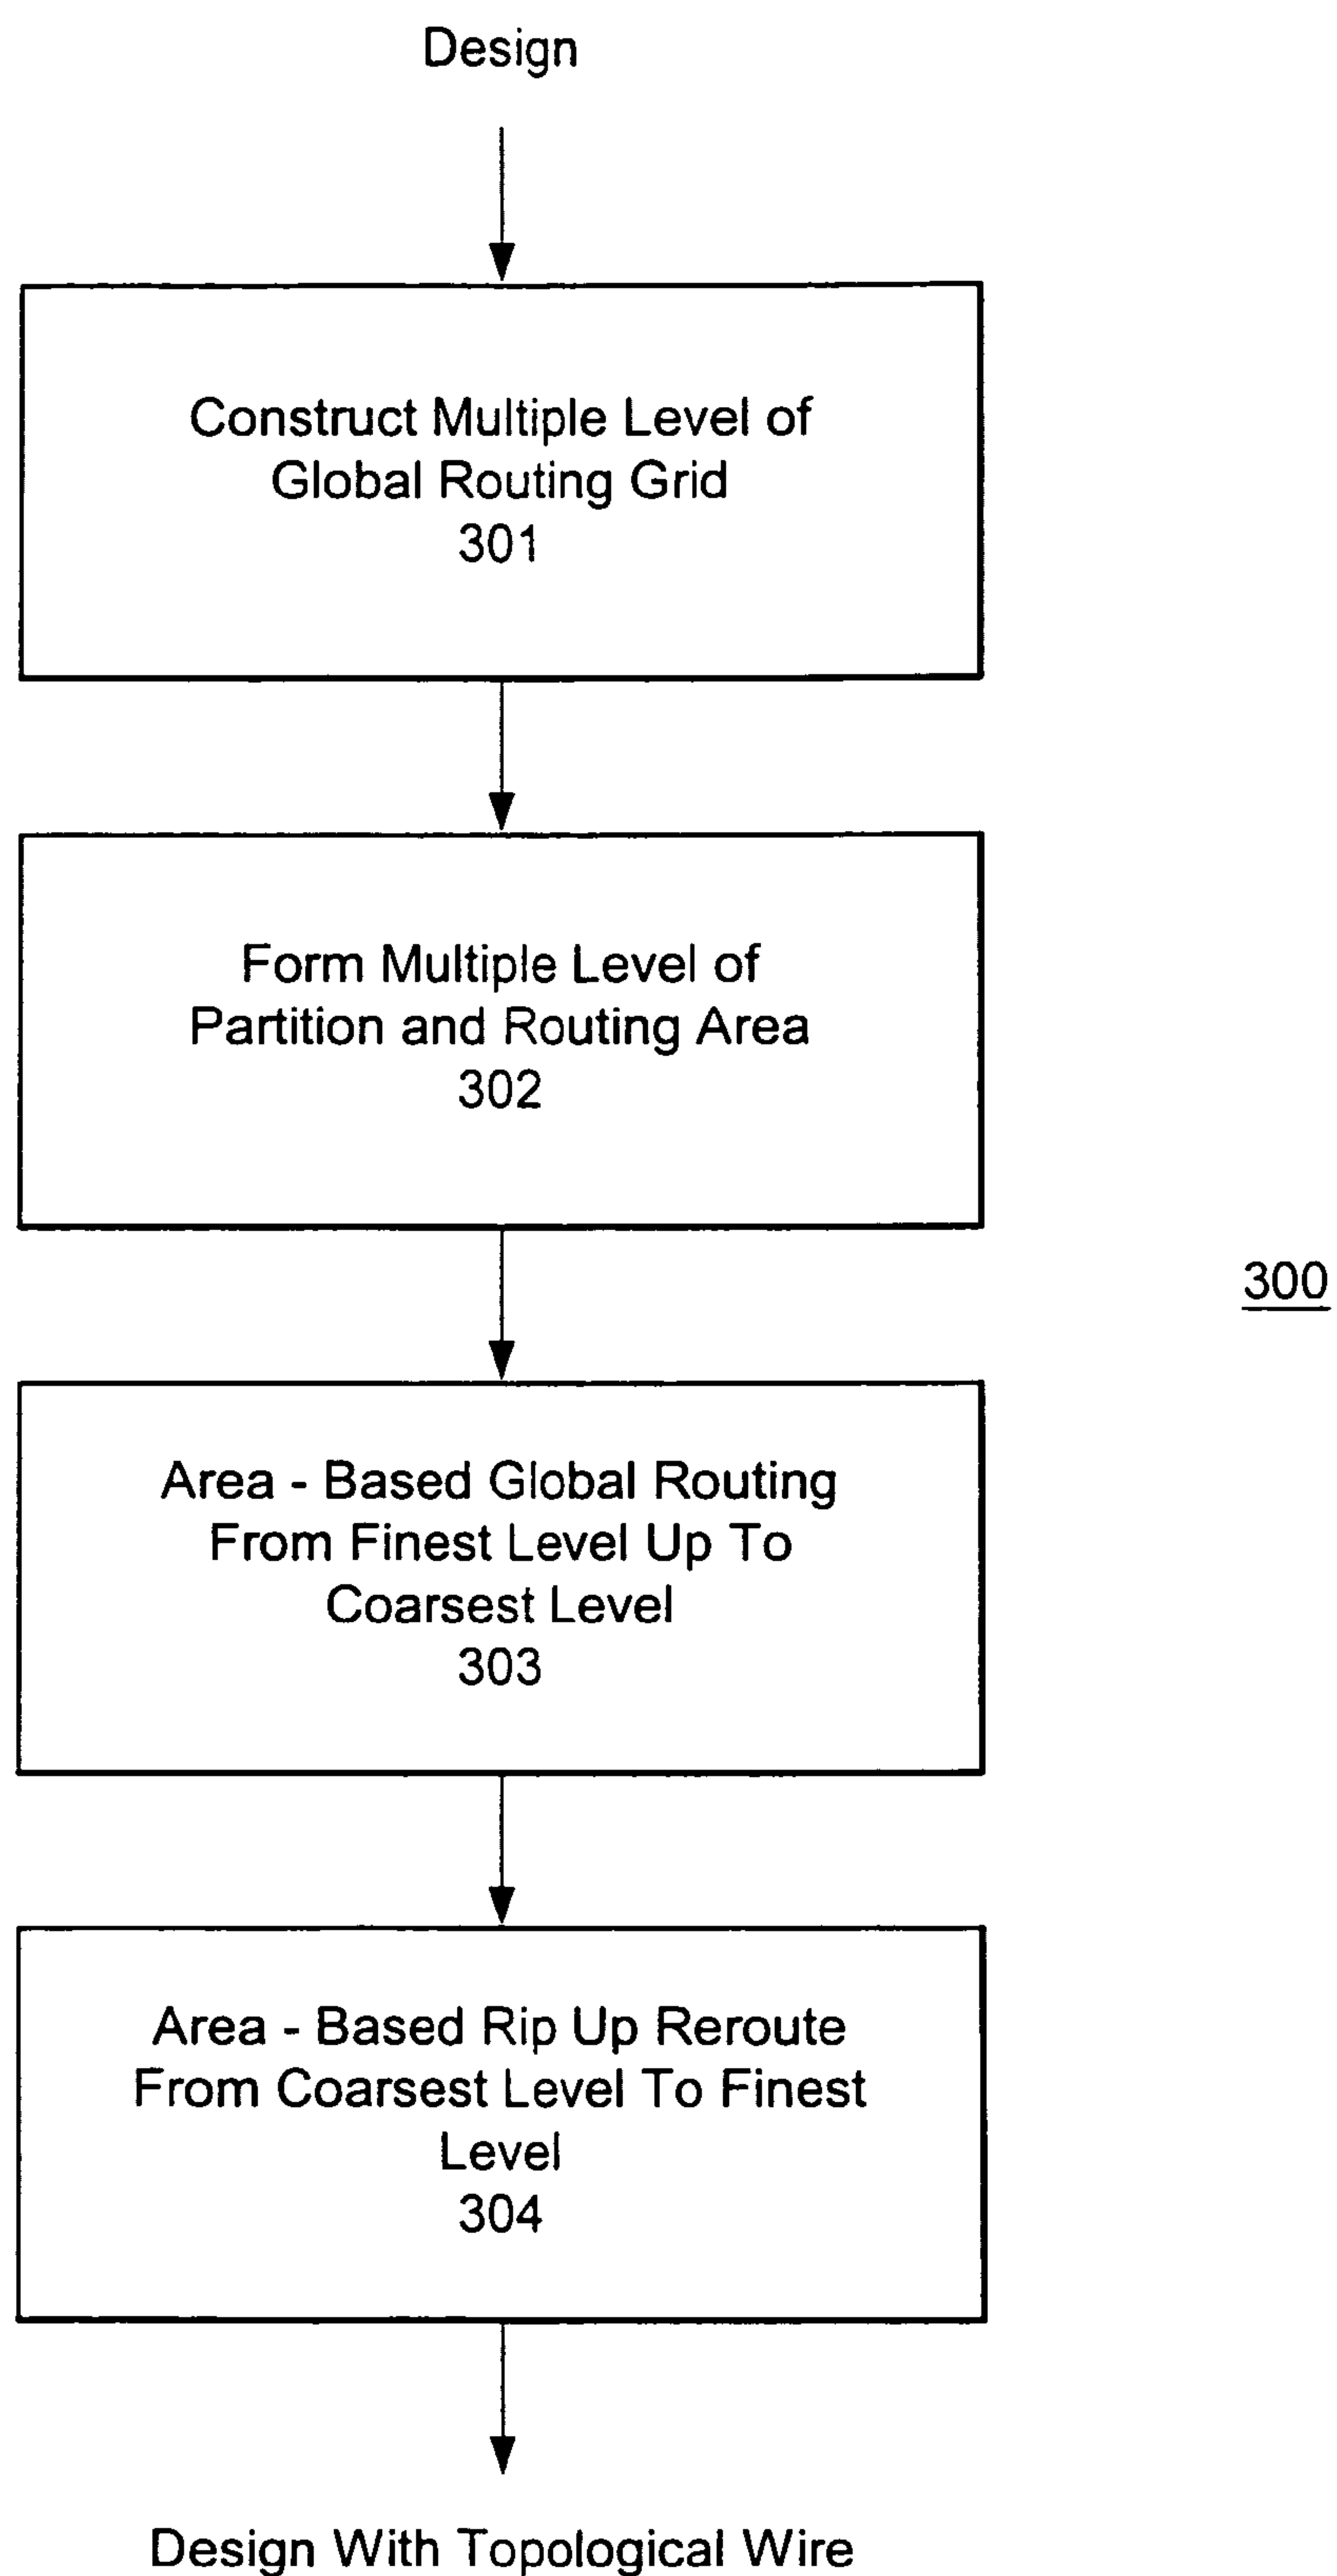 Design
Construct Multiple Level of
Global Routing Grid
301
Form Multiple Level of
Partition and Routing Area
302
300
Area - Based Global Routing
From Finest Level Up To
Coarsest Level
303
Area - Based Rip Up Reroute
From Coarsest Level To Finest
Level
304
Design With Topological Wire